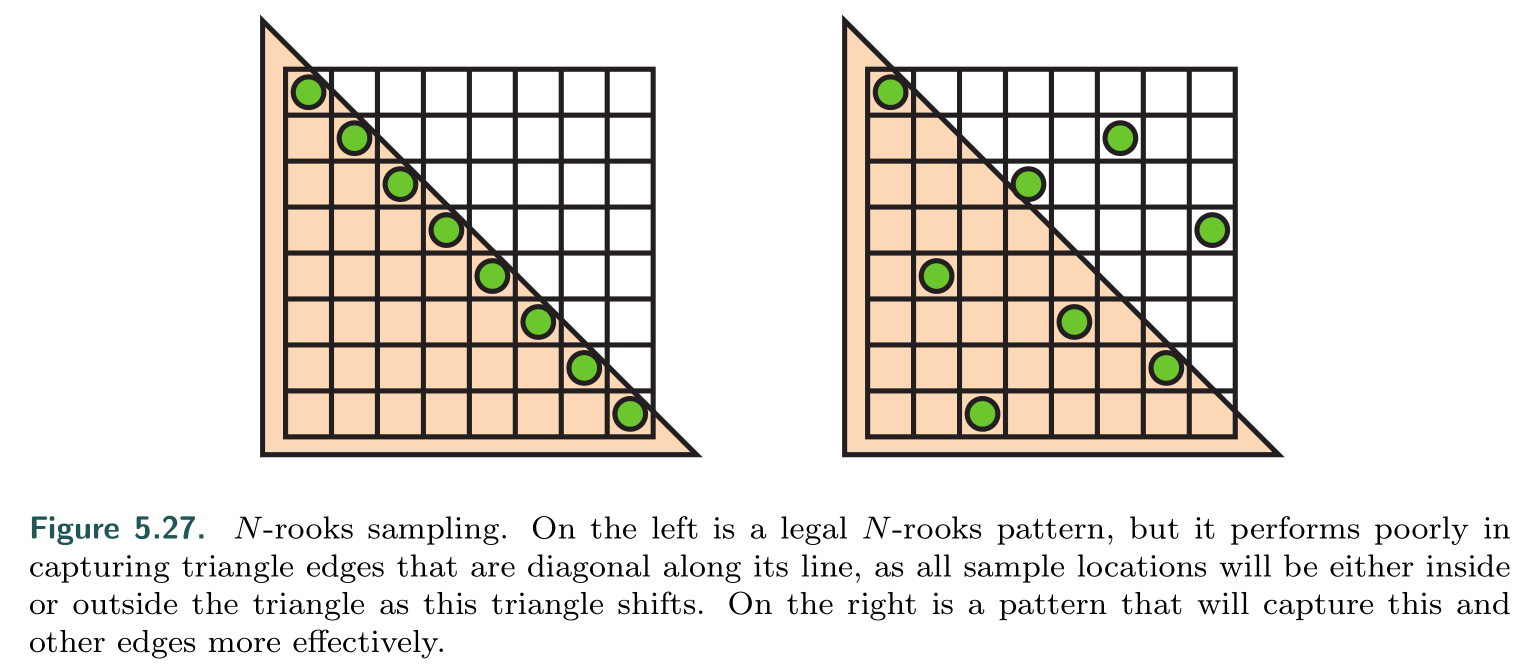 Figure 5.27. N-rooks sampling. On the left is a legal N-rooks pattern, but it performs poorly in
capturing triangle edges that are diagonal along its line, as all sample locations will be either inside
or outside the triangle as this triangle shifts. On the right is a pattern that will capture this and
other edges more effectively.